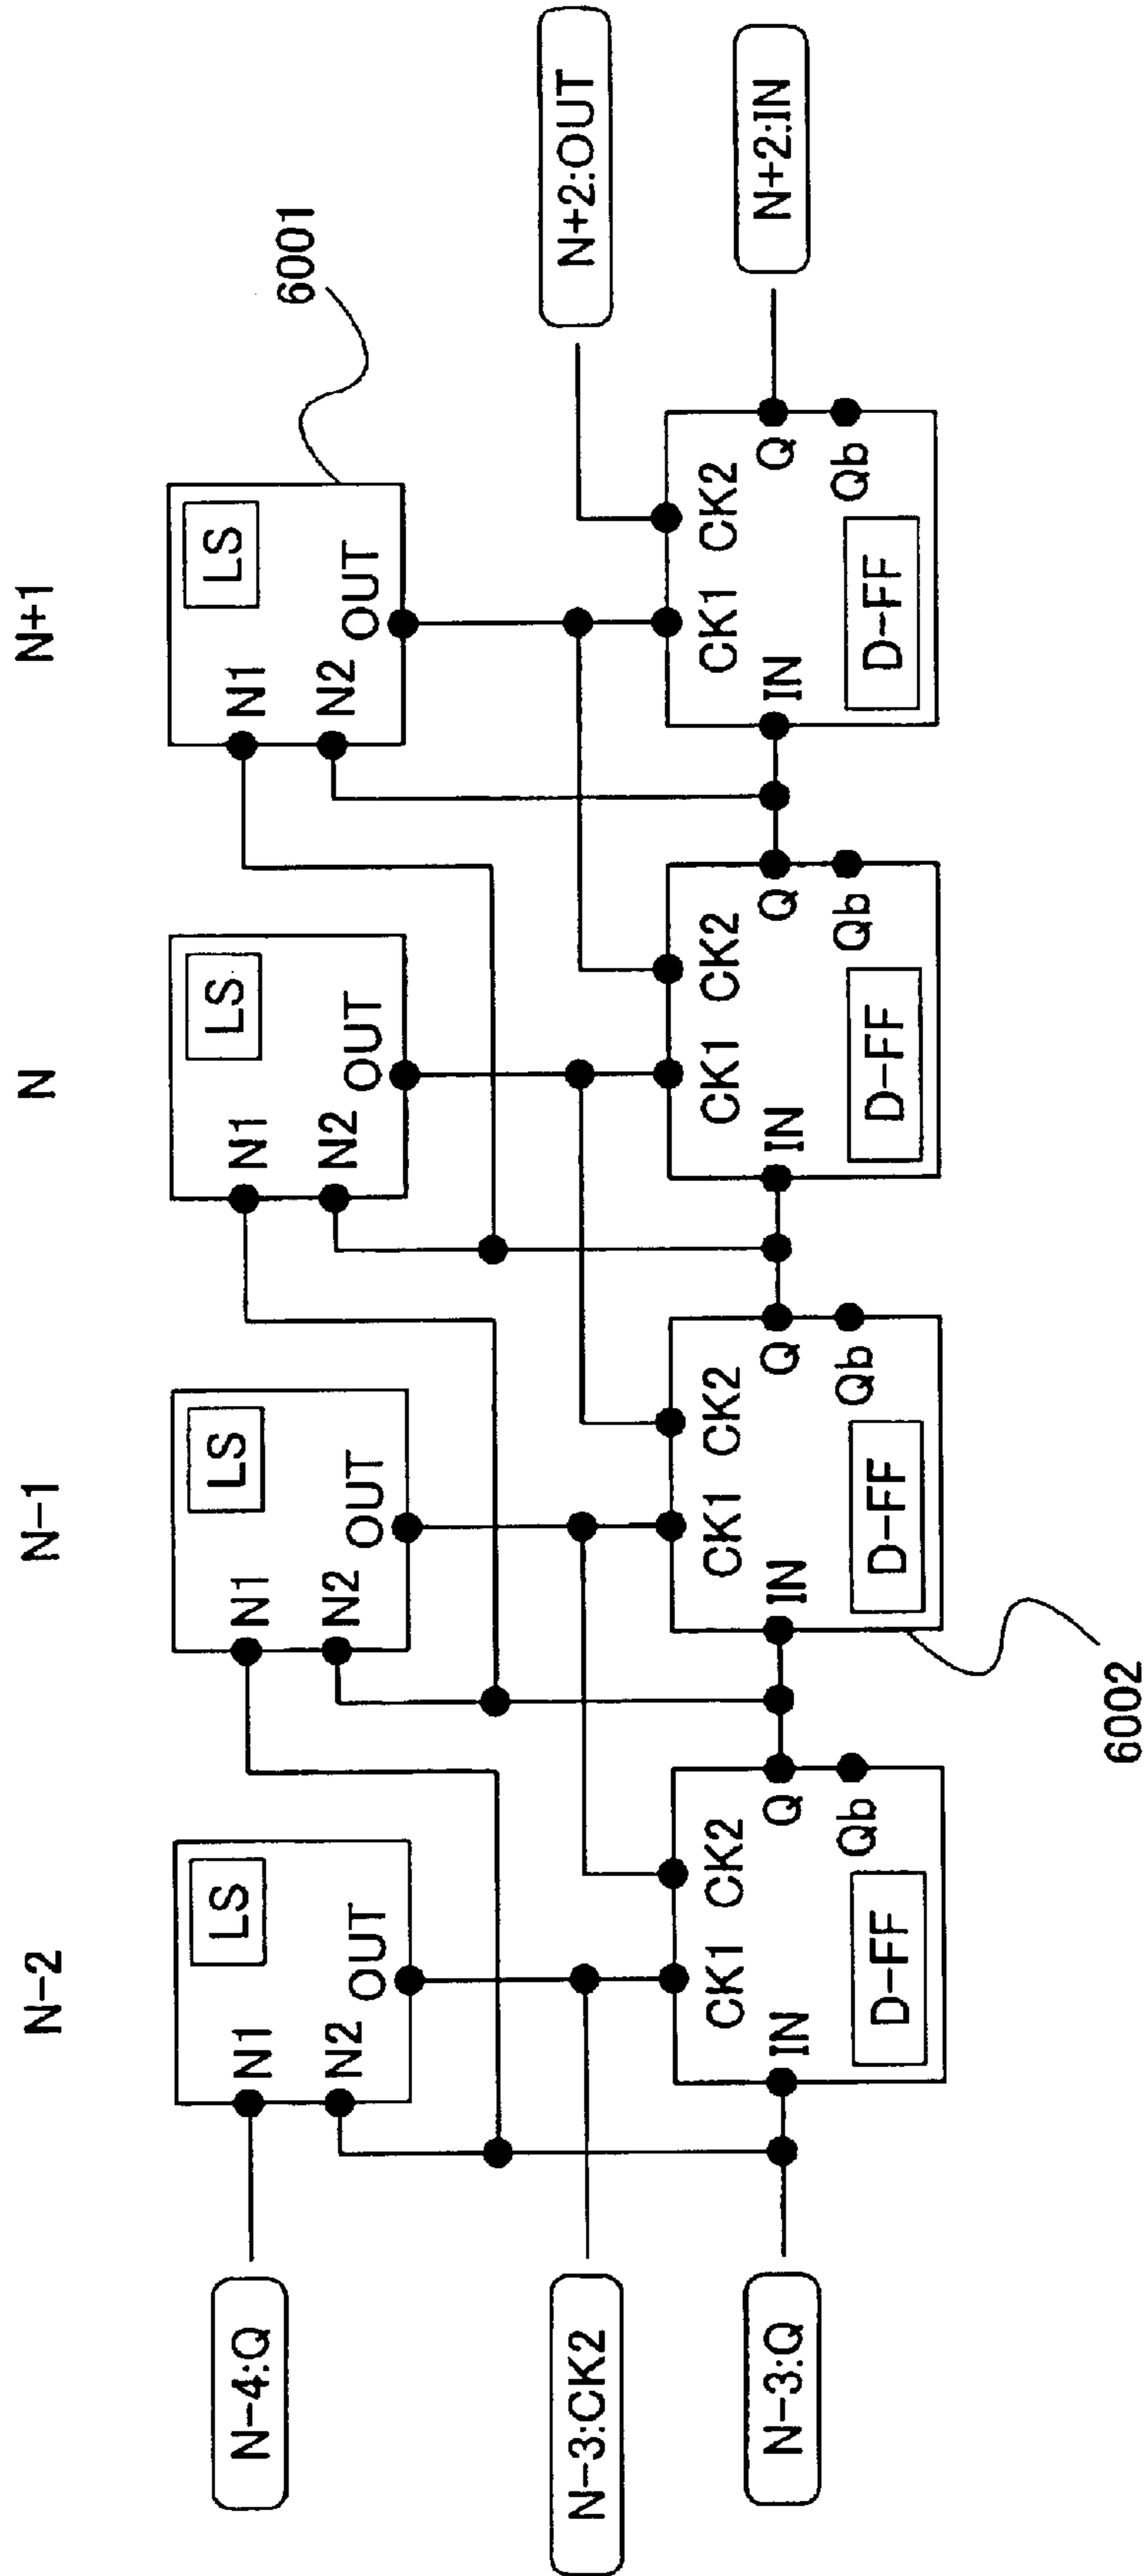 N-2
N-1
N
N+1
LS
N1
N2
OUT
LS
N1
N2
OUT
LS
N1
N2
OUT
LS
N1
N2
OUT
6001
N-4:Q
N-3:CK2
N-3:Q
N+2:OUT
N+2:IN
CK1 CK2
IN
Q
Qb
D-FF
CK1 CK2
IN
Q
Qb
D-FF
CK1 CK2
IN
Q
Qb
D-FF
CK1 CK2
IN
Q
Qb
D-FF
6002